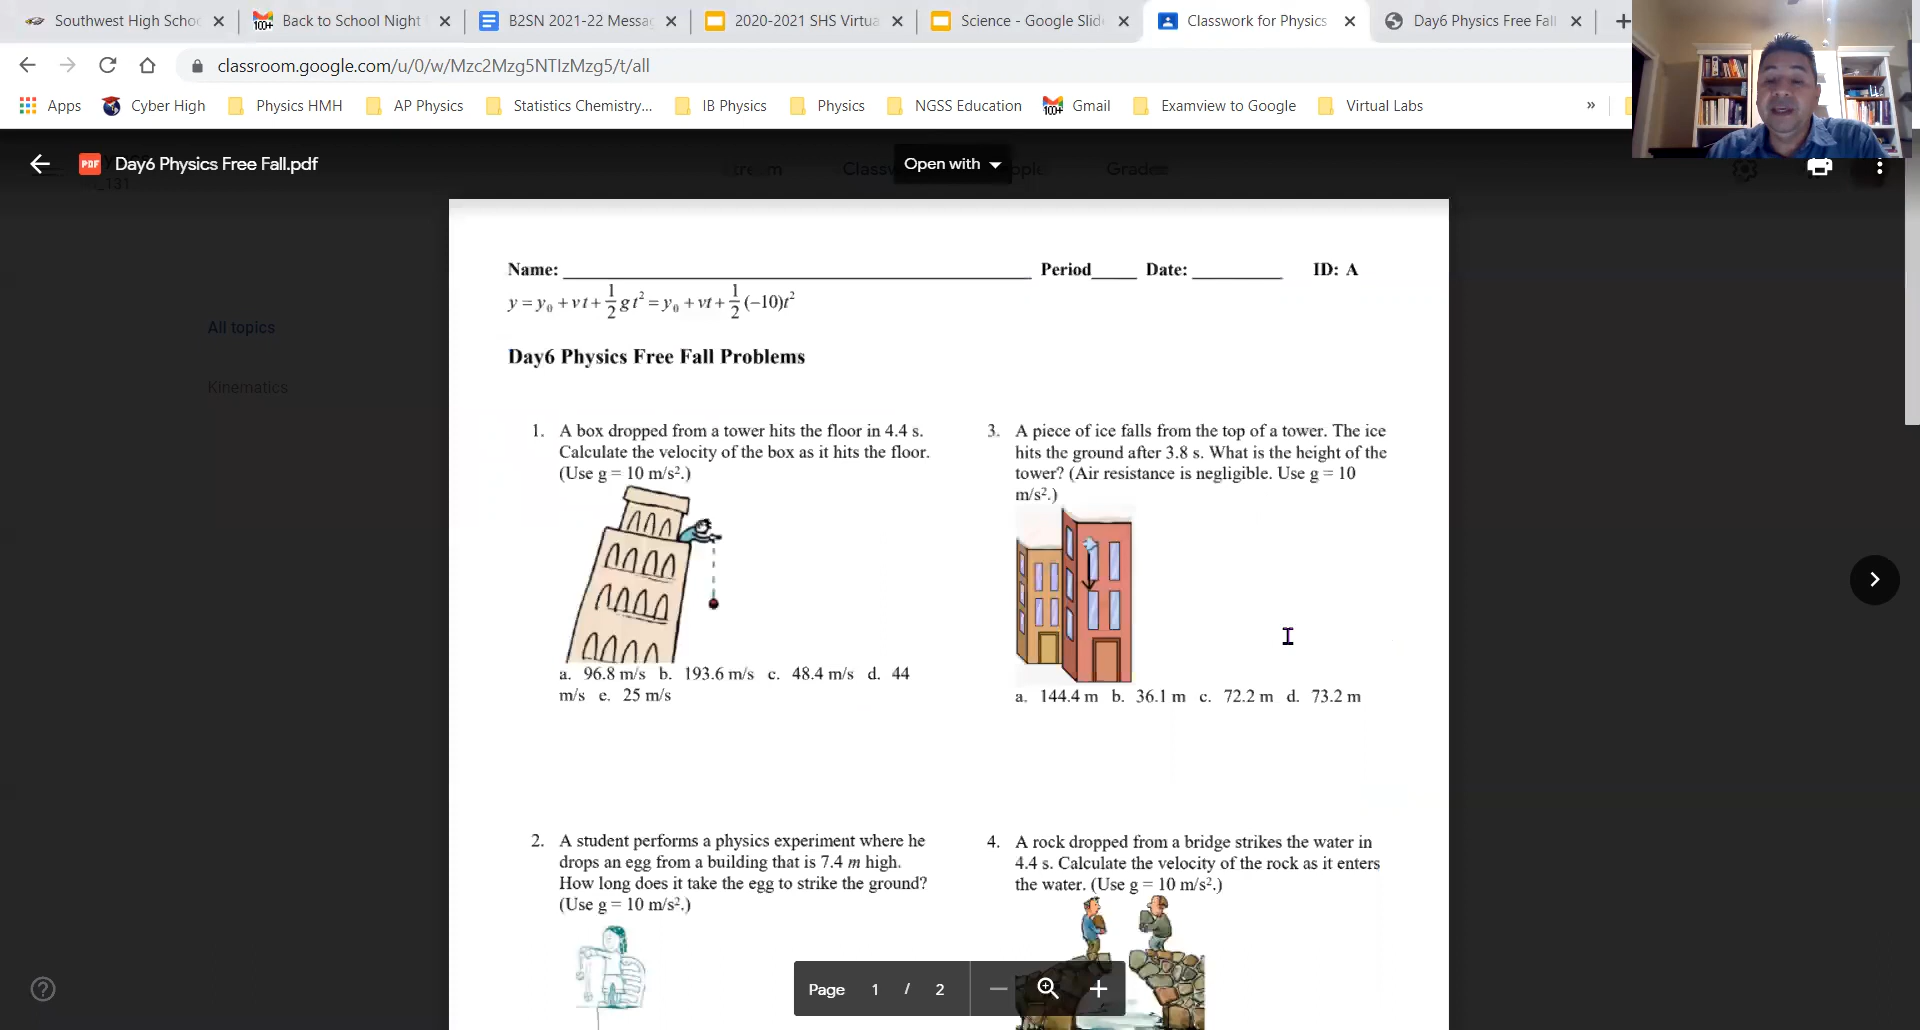 Southwest High Schoo
Back to School Night
B2SN 2021-22 Messag
2020-2021 SHS Virtua
Science - Google Slid
Classwork for Physics
Day6 Physics Free Fall
classroom.google.com/u/0/w/Mzc2Mzg5NTIzMzg5/t/all
Apps Cyber High Physics HMH AP Physics Statistics Chemistry... IB Physics Physics NGSS Education Gmail Examview to Google Virtual Labs »
PDF Day6 Physics Free Fall.pdf
Open with
Grades
All topics
Kinematics
Name: Period Date: ID: A
y = y₀ + vt + 1/2 gt² = y₀ + vt + 1/2 (−10)t²
Day6 Physics Free Fall Problems
1. A box dropped from a tower hits the floor in 4.4 s.
Calculate the velocity of the box as it hits the floor.
(Use g = 10 m/s².)
a. 96.8 m/s b. 193.6 m/s c. 48.4 m/s d. 44
m/s e. 25 m/s
2. A student performs a physics experiment where he
drops an egg from a building that is 7.4 m high.
How long does it take the egg to strike the ground?
(Use g = 10 m/s².)
3. A piece of ice falls from the top of a tower. The ice
hits the ground after 3.8 s. What is the height of the
tower? (Air resistance is negligible. Use g = 10
m/s².)
a. 144.4 m b. 36.1 m c. 72.2 m d. 73.2 m
4. A rock dropped from a bridge strikes the water in
4.4 s. Calculate the velocity of the rock as it enters
the water. (Use g = 10 m/s².)
Page 1 / 2